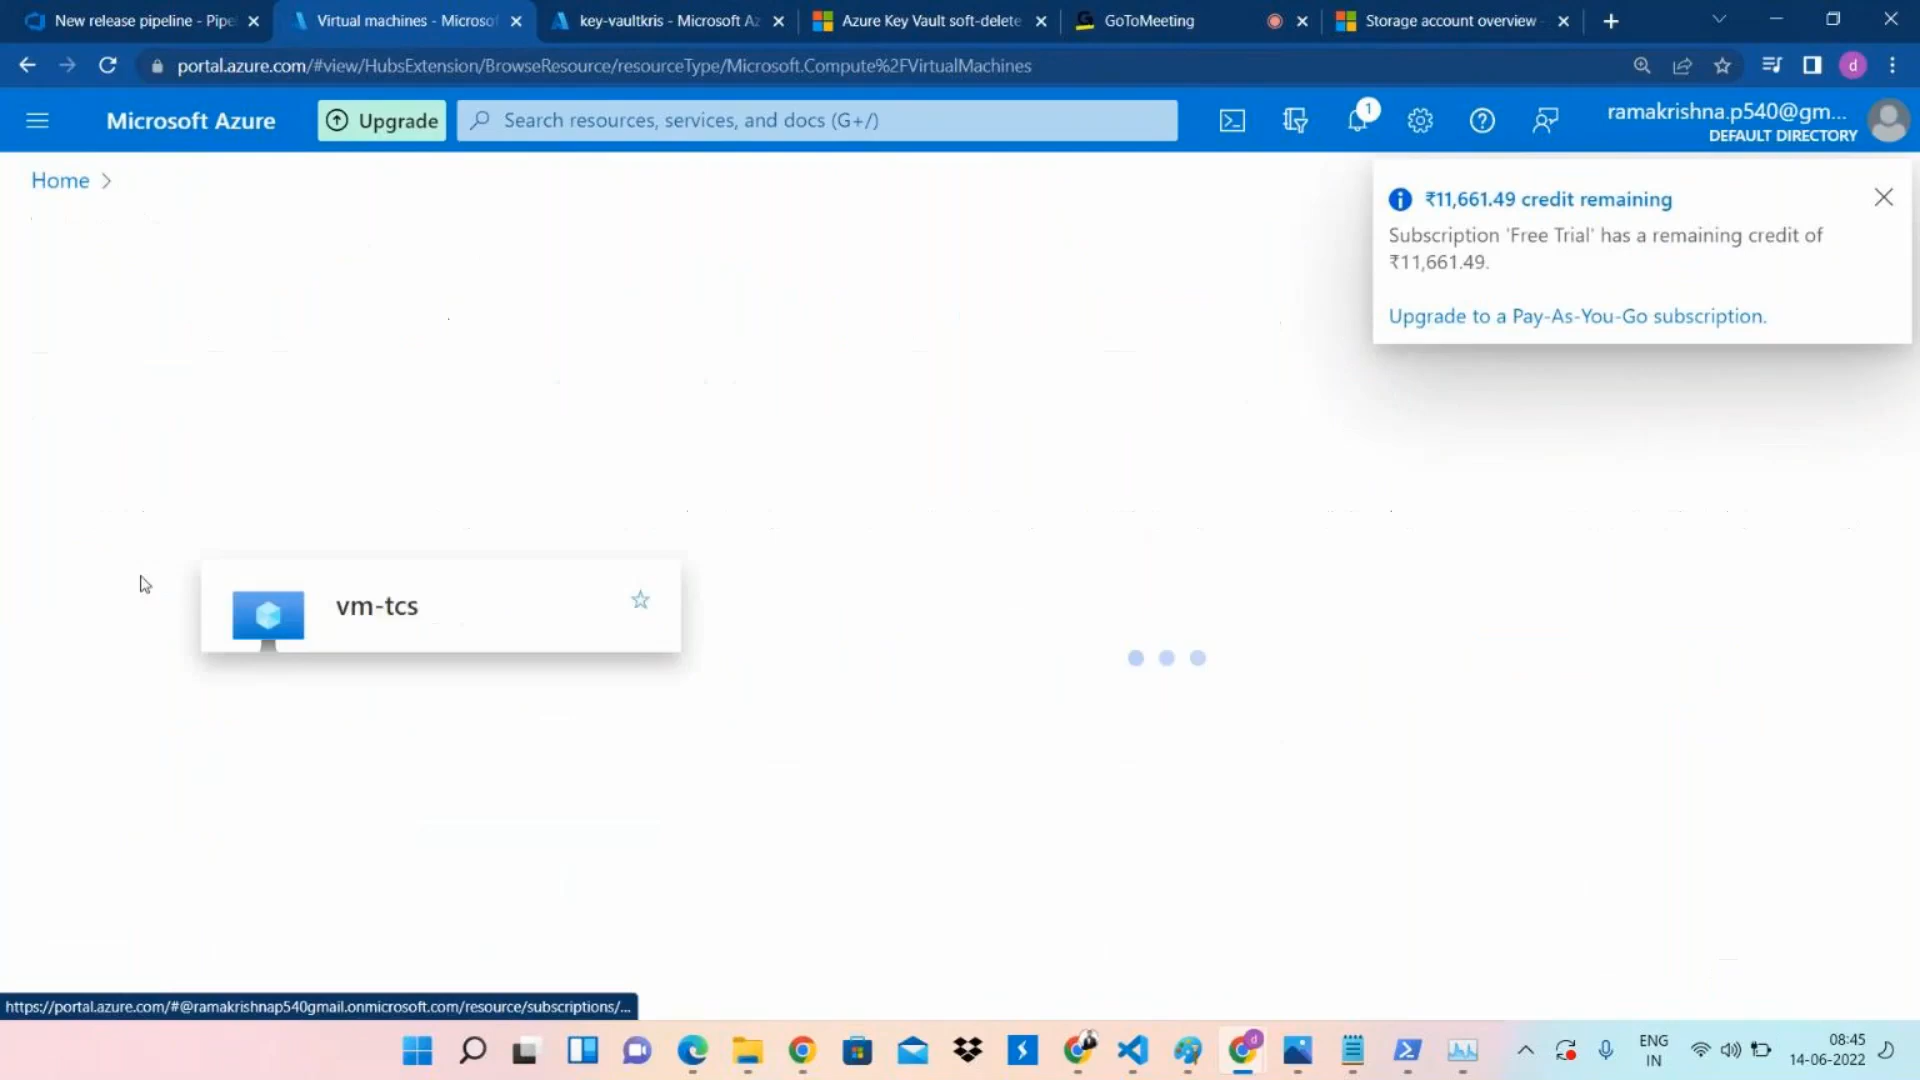 New release pipeline - Pipe
Virtual machines - Microso
key-vaultkris - Microsoft Az
Azure Key Vault soft-delete
GoToMeeting
Storage account overview
portal.azure.com/#view/HubsExtension/BrowseResource/resourceType/Microsoft.Compute%2FVirtualMachines
d
Microsoft Azure
Upgrade
Search resources, services, and docs (G+/)
1
ramakrishna.p540@gm...
DEFAULT DIRECTORY
Home
₹11,661.49 credit remaining
Subscription 'Free Trial' has a remaining credit of
₹11,661.49.
Upgrade to a Pay-As-You-Go subscription.
vm-tcs
https://portal.azure.com/#@ramakrishnap540gmail.onmicrosoft.com/resource/subscriptions/...
d
ENG
IN
08:45
14-06-2022